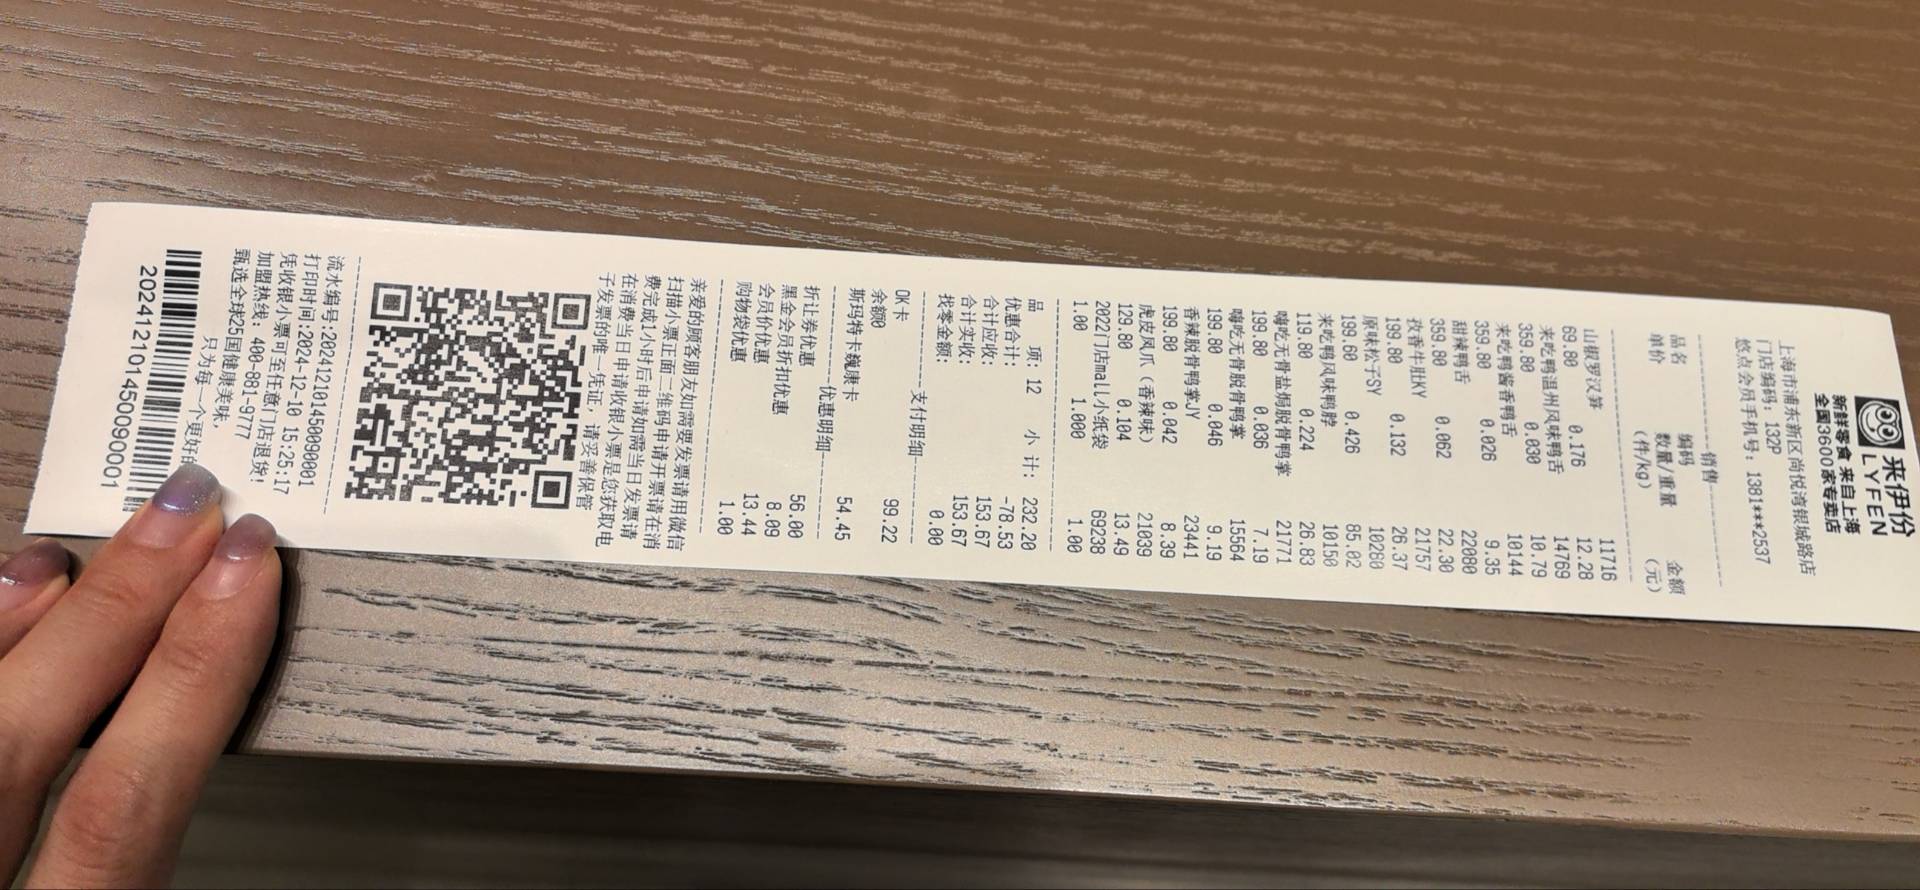 来伊份
LYFEN
新鲜零食 来自上海
全国3600家专卖店
上海市浦东新区尚悦湾银城路店
门店编码：132P
悠点会员手机号：1381***2537
销售
品名 编码 金额
单价 数量/重量 (元)
(件/kg)
山椒罗汉笋 11716
69.80 0.176 12.28
来吃鸭温州风味鸭舌 14769
359.80 0.030 10.79
来吃鸭酱香鸭舌 10144
359.80 0.026 9.35
甜辣鸭舌 22080
359.80 0.062 22.30
孜香牛肚KY 21757
199.80 0.132 26.37
原味松子SY 10280
199.60 0.426 85.02
来吃鸭风味鸭脖 10150
119.80 0.224 26.83
嗨吃无骨盐焗脱骨鸭掌 21771
199.80 0.036 7.19
嗨吃无骨脱骨鸭掌 15564
199.80 0.046 9.19
香辣脱骨鸭掌JY 23441
199.80 0.042 8.39
虎皮凤爪（香辣味） 21039
129.80 0.104 13.49
2022门店mall小纸袋 69238
1.00 1.000 1.00
品 项：12 小 计：232.20
优惠合计： -78.53
合计应收： 153.67
合计实收： 153.67
找零金额： 0.00
支付明细
OK卡 99.22
余额0
斯玛特卡巍康卡 54.45
优惠明细
折让券优惠 56.00
黑金会员折扣优惠 8.09
会员价优惠 13.44
购物袋优惠 1.00
亲爱的顾客朋友如需要发票请用微信
扫描小票正面二维码申请开票请在消
费完成1小时后申请如需当日发票请
在消费当日申请收银小票是您获取电
子发票的唯一凭证，请妥善保管
流水编号:202412101450090001
打印时间:2024-12-10 15:25:17
凭收银小票可至任意门店退货!
加盟热线：400-881-9777
甄选全球25国健康美味,
只为每一个更好的
202412101450090001